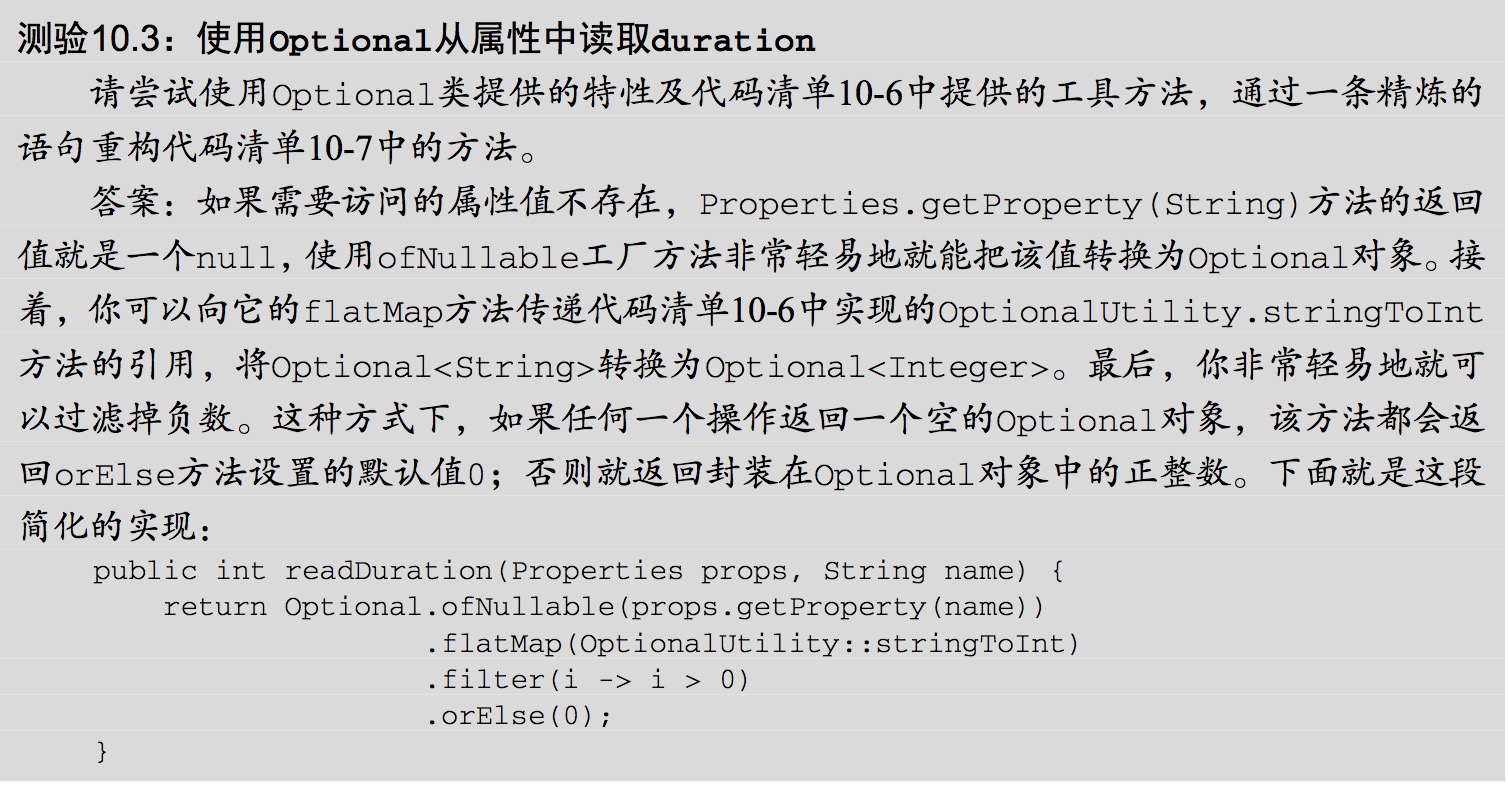 测验10.3：使用Optional从属性中读取duration
请尝试使用Optional类提供的特性及代码清单10-6中提供的工具方法，通过一条精炼的
语句重构代码清单10-7中的方法。
答案：如果需要访问的属性值不存在，Properties.getProperty(String)方法的返回
值就是一个null，使用ofNullable工厂方法非常轻易地就能把该值转换为Optional对象。接
着，你可以向它的flatMap方法传递代码清单10-6中实现的OptionalUtility.stringToInt
方法的引用，将Optional<String>转换为Optional<Integer>。最后，你非常轻易地就可
以过滤掉负数。这种方式下，如果任何一个操作返回一个空的Optional对象，该方法都会返
回orElse方法设置的默认值0；否则就返回封装在Optional对象中的正整数。下面就是这段
简化的实现：
public int readDuration(Properties props, String name) {
return Optional.ofNullable(props.getProperty(name))
.flatMap(OptionalUtility::stringToInt)
.filter(i -> i > 0)
.orElse(0);
}